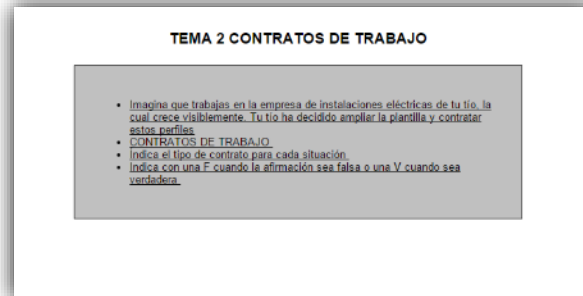 TEMA 2 CONTRATOS DE TRABAJO
Imagina que trabajas en la empresa de instalaciones eléctricas de tu tío, la
cual crece visiblemente. Tu tío ha decidido ampliar la plantilla y contratar
estos perfiles
CONTRATOS DE TRABAJO
Indica el tipo de contrato para cada situación
Indica con una F cuando la afirmación sea falsa o una V cuando sea
verdadera